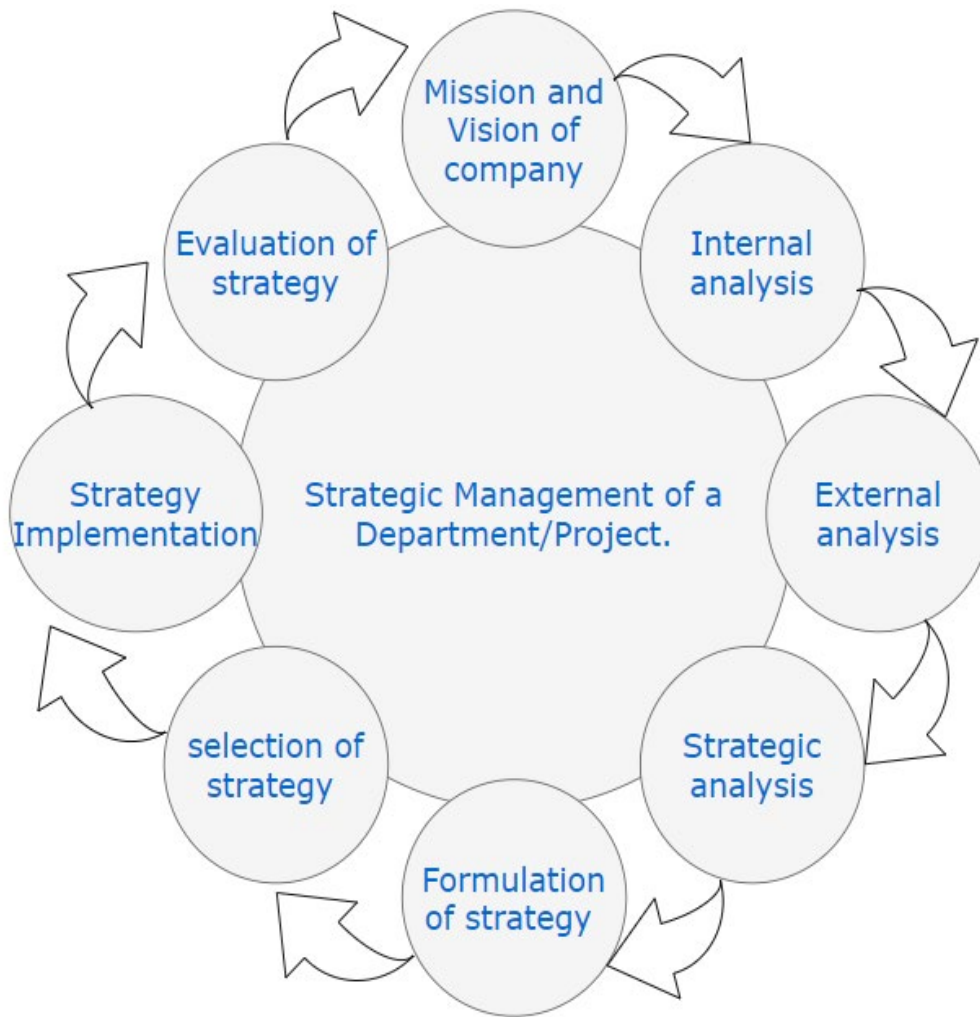 Mission and
Vision of
company
Internal
analysis
External
analysis
Strategic
analysis
Formulation
of strategy
selection of
strategy
Strategy
Implementation
Evaluation of
strategy
Strategic Management of a
Department/Project.